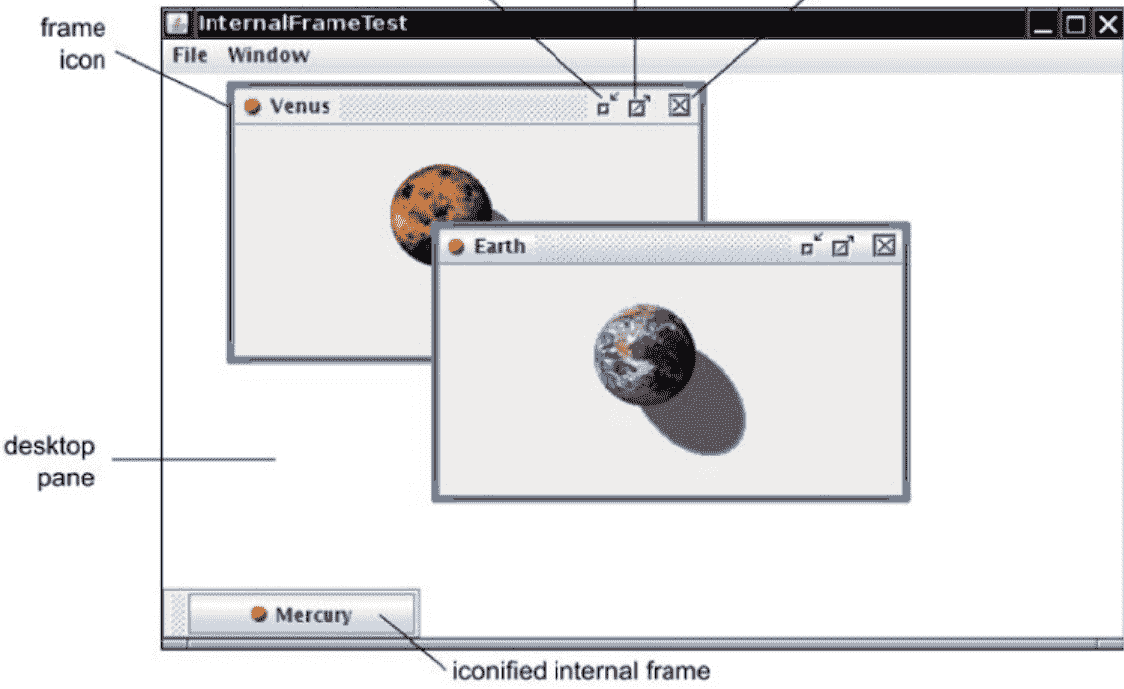 InternalFrameTest
frame
icon
File Window
Venus
Earth
desktop
pane
Mercury
iconified internal frame